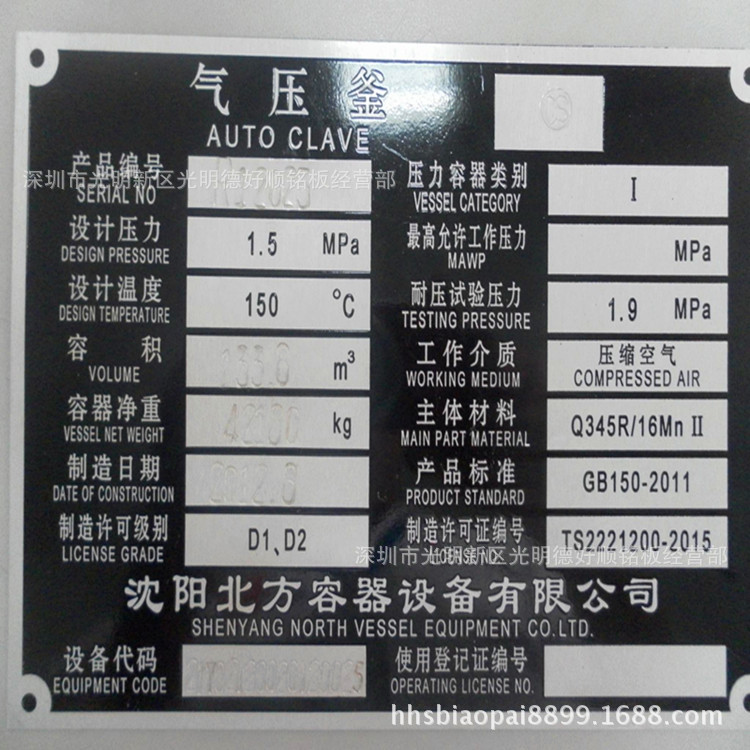 气压釜
AUTO CLAVE
产品编号
SERIAL NO
压力容器类别
VESSEL CATEGORY
I
深圳市光明新区光明德好顺铭板经营部
设计压力
DESIGN PRESSURE
1.5 MPa
最高允许工作压力
MAWP
MPa
设计温度
DESIGN TEMPERATURE
150 °C
耐压试验压力
TESTING PRESSURE
1.9 MPa
容 积
VOLUME
133.6 m³
工作介质
WORKING MEDIUM
压缩空气
COMPRESSED AIR
容器净重
VESSEL NET WEIGHT
42100 kg
主体材料
MAIN PART MATERIAL
Q345R/16Mn II
制造日期
DATE OF CONSTRUCTION
2012.8
产品标准
PRODUCT STANDARD
GB150-2011
制造许可级别
LICENSE GRADE
D1、D2
制造许可证编号
LICENSE NO.
TS2221200-2015
深圳市光明新区光明德好顺铭板经营部
沈阳北方容器设备有限公司
SHENYANG NORTH VESSEL EQUIPMENT CO.LTD.
设备代码
EQUIPMENT CODE
使用登记证编号
OPERATING LICENSE NO.
hhsbiaopai8899.1688.com